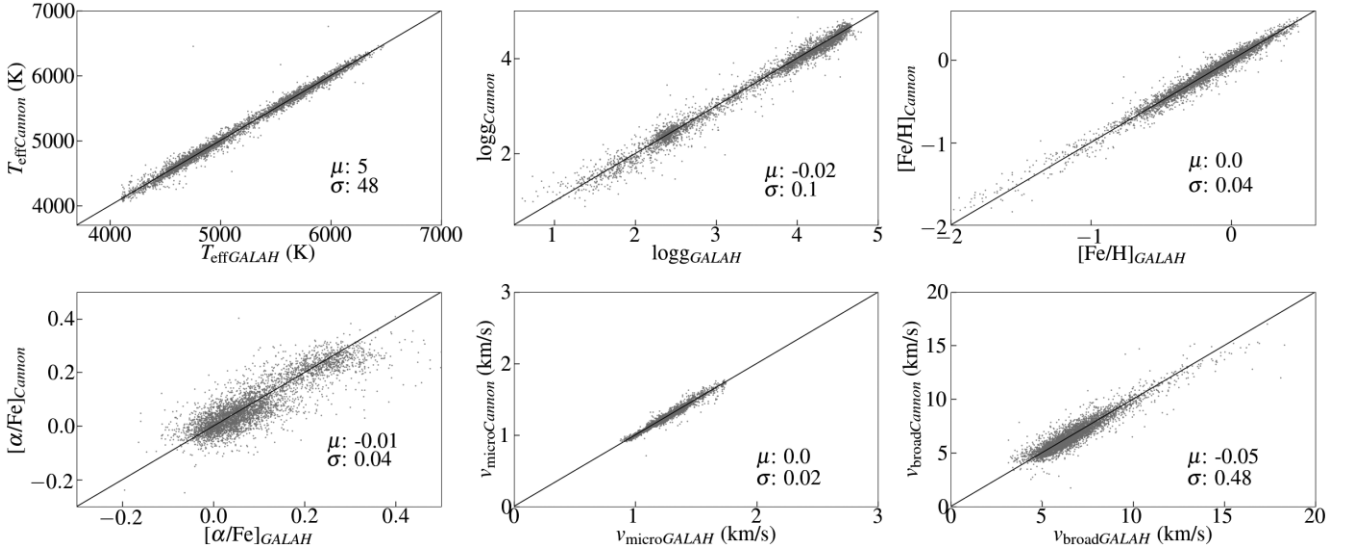 7000
6000
5000
4000
T_effCannon (K)
μ: 5
σ: 48
4000 5000 6000 7000
T_effGALAH (K)
4
2
logg_Cannon
μ: -0.02
σ: 0.1
1 2 3 4 5
logg_GALAH
0
−1
−2
[Fe/H]_Cannon
μ: 0.0
σ: 0.04
−2 −1 0
[Fe/H]_GALAH
0.4
0.2
0.0
−0.2
[α/Fe]_Cannon
μ: -0.01
σ: 0.04
−0.2 0.0 0.2 0.4
[α/Fe]_GALAH
3
2
1
0
v_microCannon (km/s)
μ: 0.0
σ: 0.02
0 1 2 3
v_microGALAH (km/s)
20
15
10
5
0
v_broadCannon (km/s)
μ: -0.05
σ: 0.48
0 5 10 15 20
v_broadGALAH (km/s)